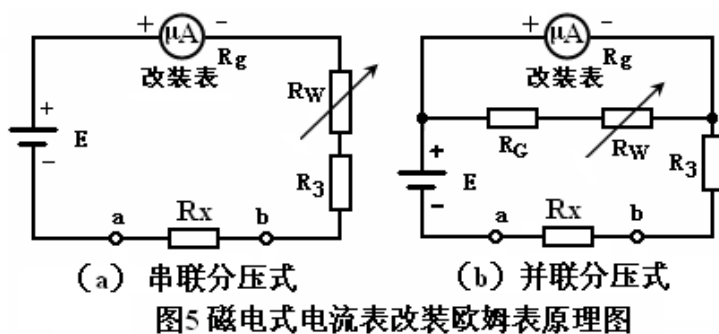 + μA − Rg
改装表
RW
+
E
−
R3
a Rx b
(a) 串联分压式
+ μA − Rg
改装表
RG RW
+
E
−
R3
a Rx b
(b) 并联分压式
图5 磁电式电流表改装欧姆表原理图